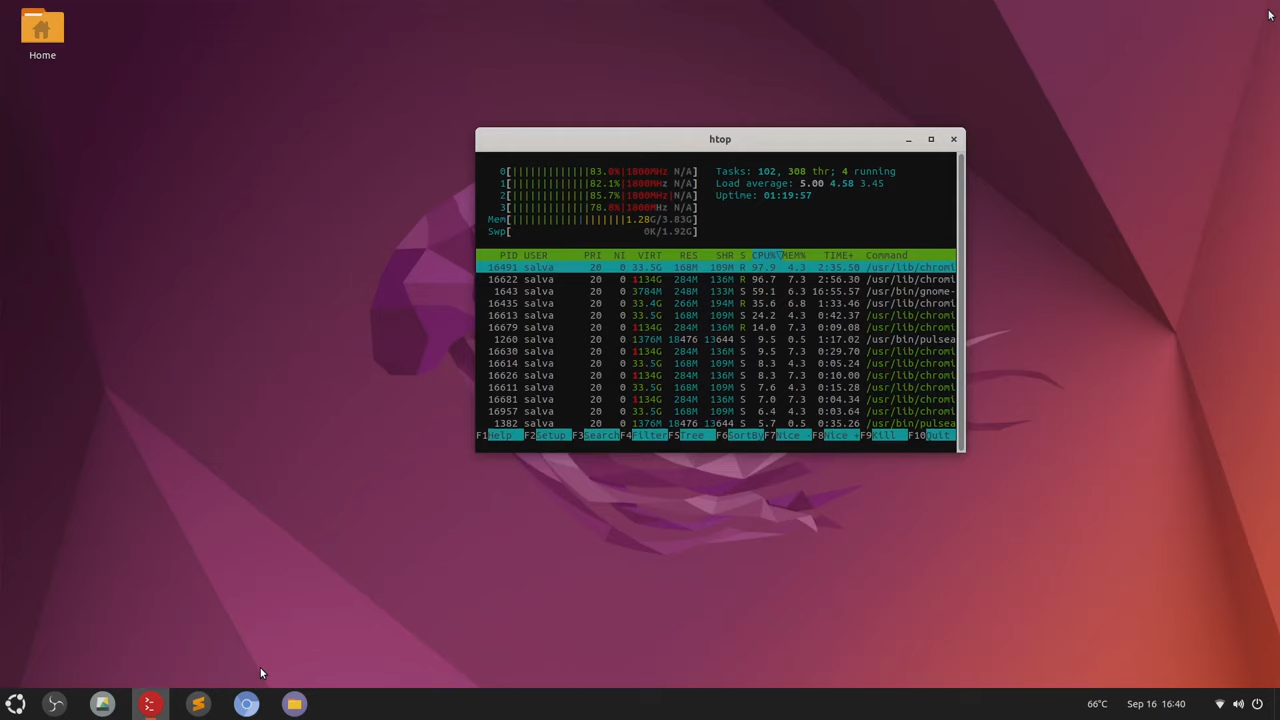 Home
htop
0[|||||||||||||83.0%|1800MHz N/A]
1[|||||||||||||82.1%|1800MHz N/A]
2[|||||||||||||85.7%|1800MHz|N/A]
3[|||||||||||||78.8%|1800MHz N/A]
Mem[|||||||||||||||||||1.28G/3.83G]
Swp[ 0K/1.92G]
Tasks: 102, 308 thr; 4 running
Load average: 5.00 4.58 3.45
Uptime: 01:19:57
PID USER PRI NI VIRT RES SHR S CPU%▽MEM% TIME+ Command
16491 salva 20 0 33.5G 168M 109M R 97.9 4.3 2:35.50 /usr/lib/chromi
16622 salva 20 0 1134G 284M 136M R 96.7 7.3 2:56.57 /usr/lib/chromi
1643 salva 20 0 3784M 248M 133M S 59.1 6.3 16:55.30 /usr/bin/gnome-
16435 salva 20 0 33.4G 266M 194M R 35.6 6.8 1:33.46 /usr/lib/chromi
16613 salva 20 0 33.5G 168M 109M S 24.2 4.3 0:42.37 /usr/lib/chromi
16679 salva 20 0 1134G 284M 136M R 14.0 7.3 0:09.08 /usr/lib/chromi
1260 salva 20 0 1376M 18476 13644 S 9.5 0.5 1:17.02 /usr/bin/pulsea
16630 salva 20 0 1134G 284M 136M S 9.5 7.3 0:29.70 /usr/lib/chromi
16614 salva 20 0 33.5G 168M 109M S 8.3 4.3 0:05.24 /usr/lib/chromi
16626 salva 20 0 1134G 284M 136M S 8.3 7.3 0:10.00 /usr/lib/chromi
16611 salva 20 0 33.5G 168M 109M S 7.6 4.3 0:15.28 /usr/lib/chromi
16681 salva 20 0 1134G 284M 136M S 7.0 7.3 0:04.34 /usr/lib/chromi
16957 salva 20 0 33.5G 168M 109M S 6.4 4.3 0:03.64 /usr/lib/chromi
1382 salva 20 0 1376M 18476 13644 S 5.7 0.5 0:35.26 /usr/bin/pulsea
F1Help F2Setup F3SearchF4FilterF5Tree F6SortByF7Nice -F8Nice +F9Kill F10Quit
66°C Sep 16 16:40